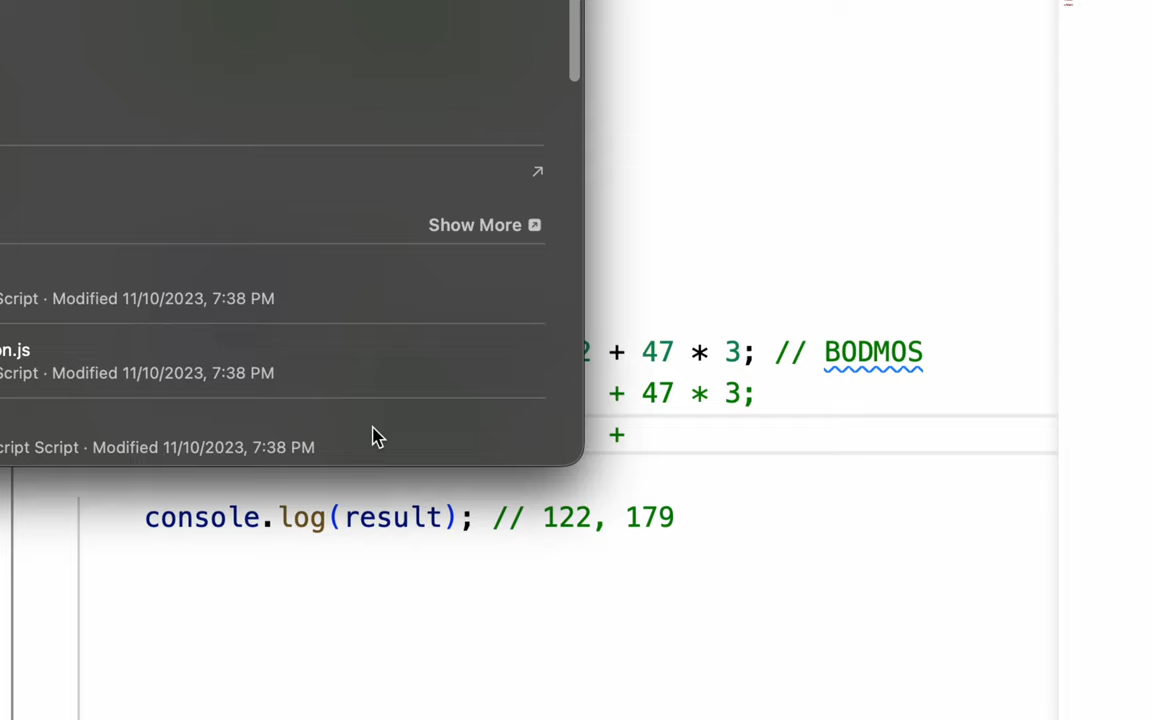 Show More
Script · Modified 11/10/2023, 7:38 PM
on.js
Script · Modified 11/10/2023, 7:38 PM
cript Script · Modified 11/10/2023, 7:38 PM
2 + 47 * 3; // BODMOS
+ 47 * 3;
+
console.log(result); // 122, 179